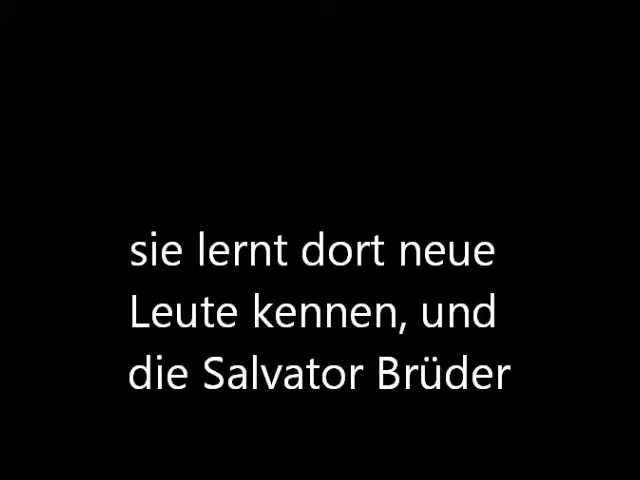 sie lernt dort neue
Leute kennen, und
die Salvator Brüder